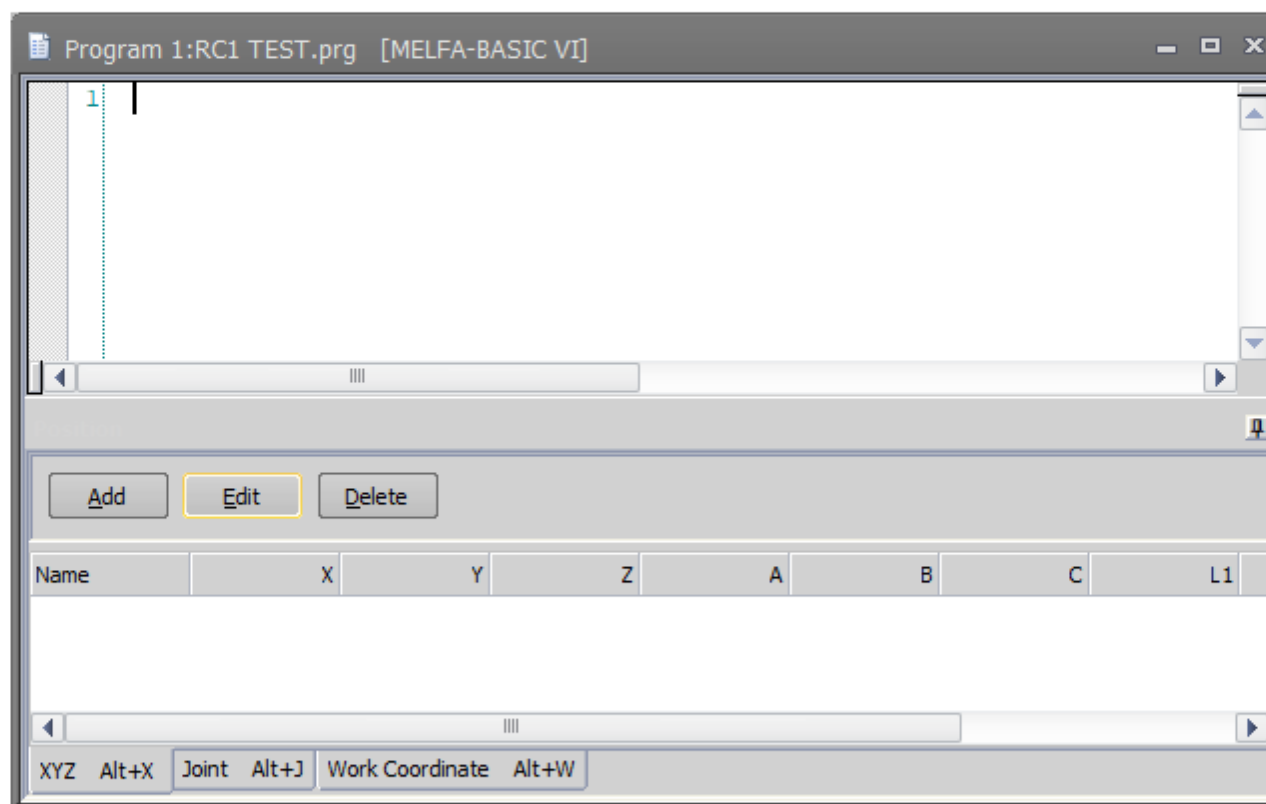 Program 1:RC1 TEST.prg [MELFA-BASIC VI]
1
Add Edit Delete
Name X Y Z A B C L1
XYZ Alt+X Joint Alt+J Work Coordinate Alt+W